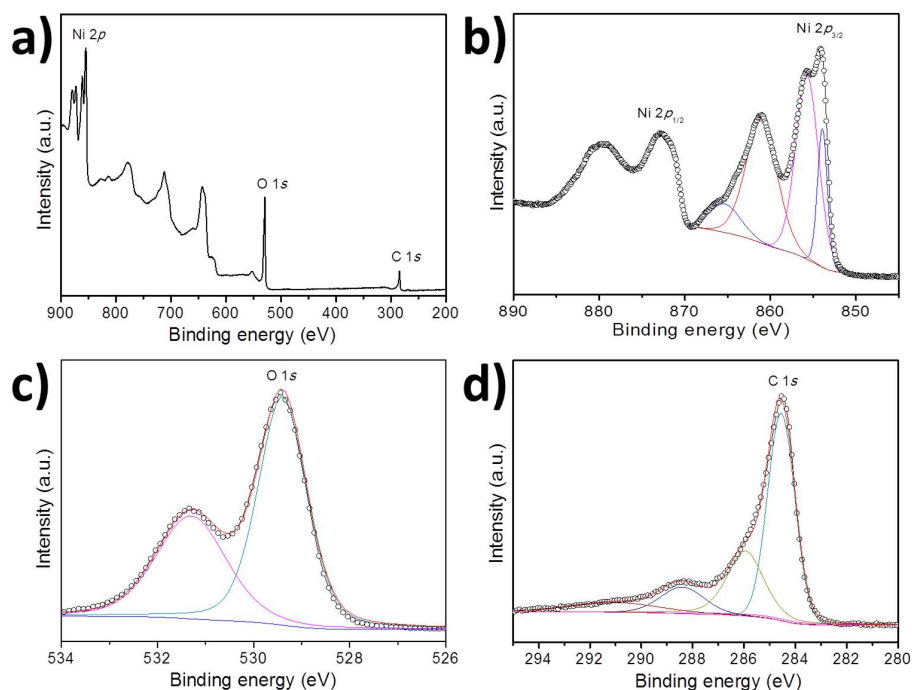 a)
Ni 2p
O 1s
C 1s
Intensity (a.u.)
900 800 700 600 500 400 300 200
Binding energy (eV)
b)
Ni 2p3/2
Ni 2p1/2
Intensity (a.u.)
890 880 870 860 850
Binding energy (eV)
c)
O 1s
Intensity (a.u.)
534 532 530 528 526
Binding energy (eV)
d)
C 1s
Intensity (a.u.)
294 292 290 288 286 284 282 280
Binding energy (eV)